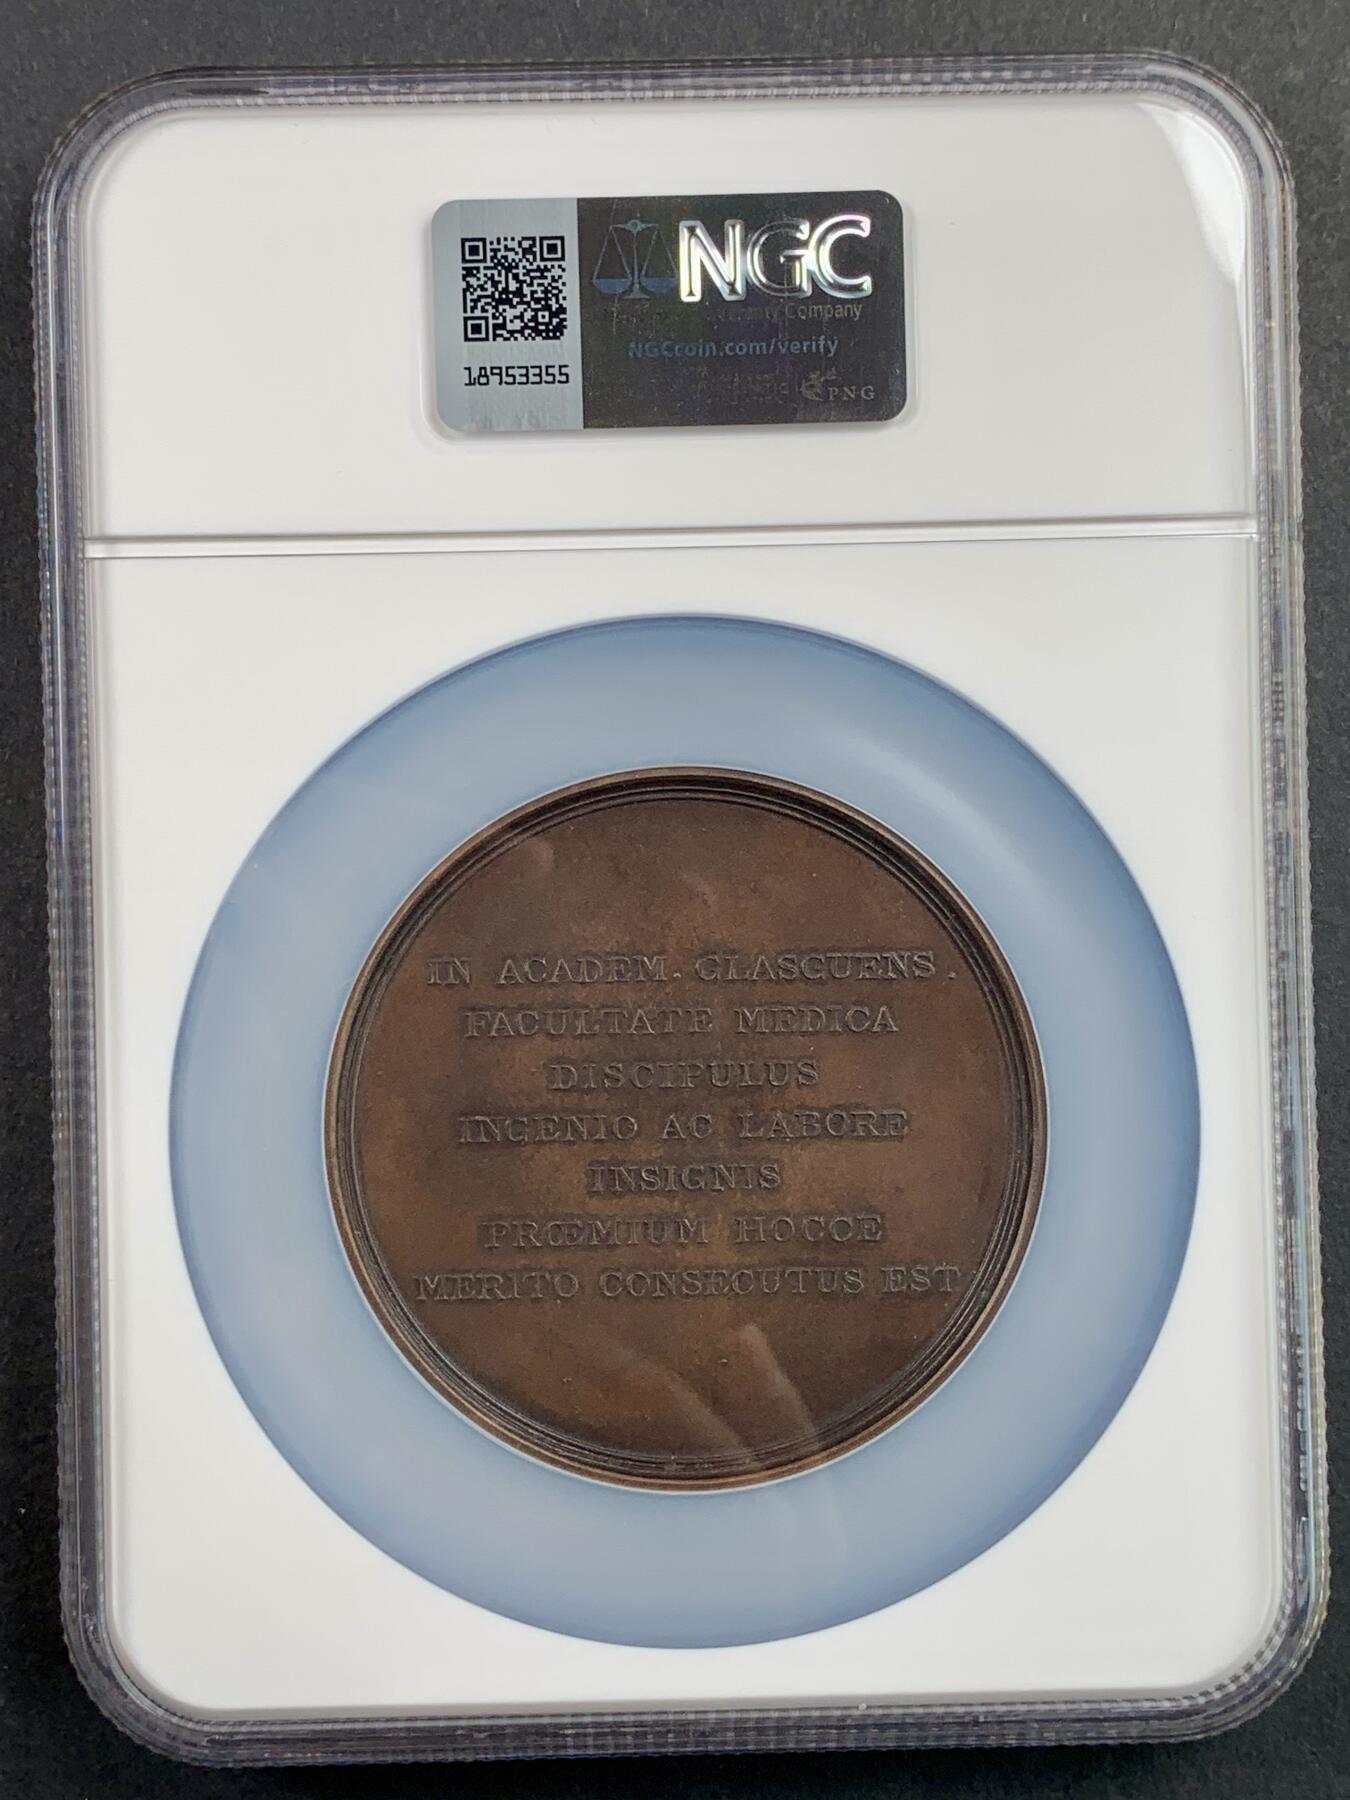 NGC
Company
NGCcoin.com/verify
18953355
PNG
IN ACADEM. GLASGUENS.
FACULTATE MEDICA
DISCIPULUS
INGENIO AC LABORE
INSIGNIS
PRŒMIUM HOCCE
MERITO CONSECUTUS EST